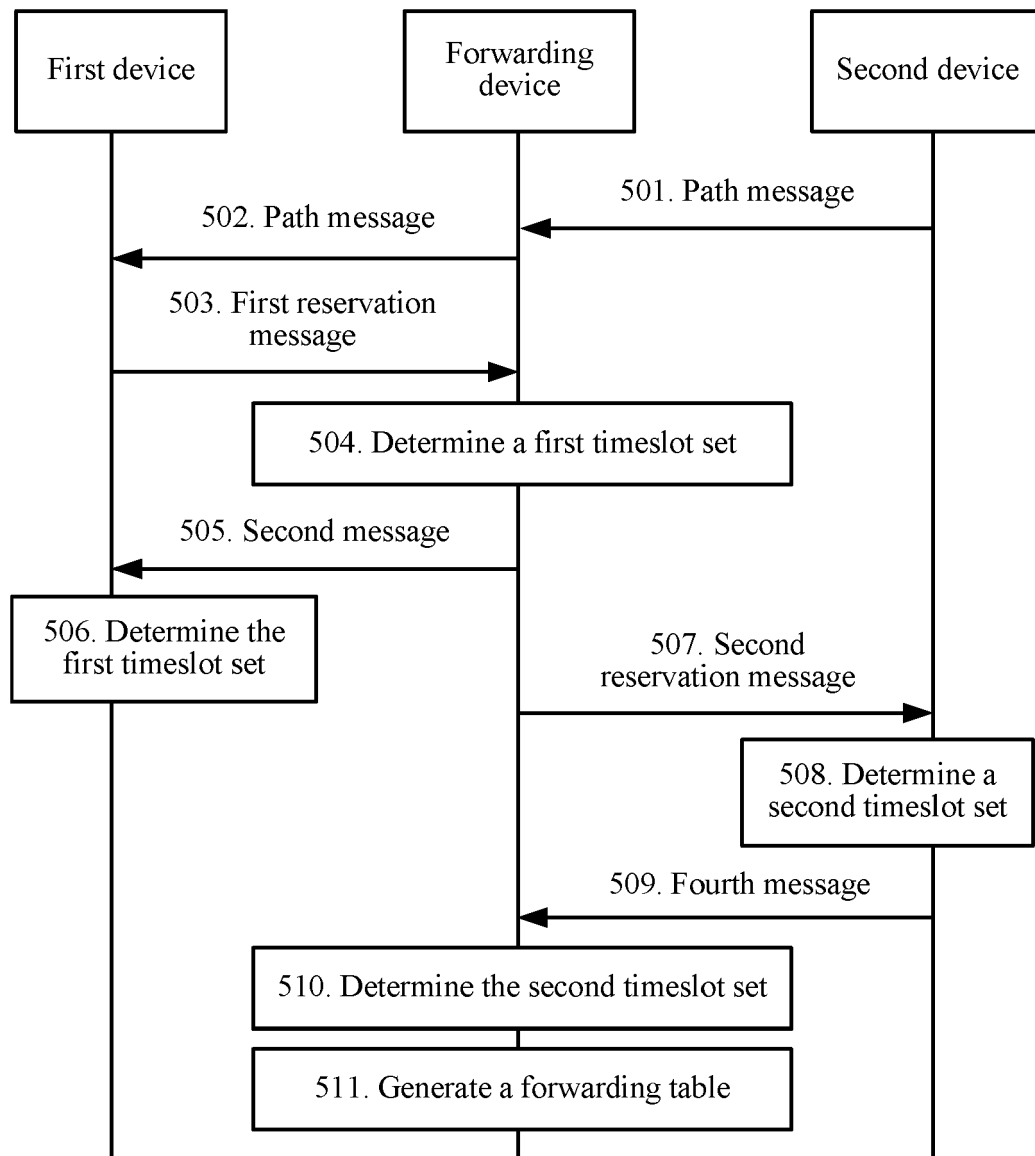 First device
Forwarding
device
Second device
501. Path message
502. Path message
503. First reservation
message
504. Determine a first timeslot set
505. Second message
506. Determine the
first timeslot set
507. Second
reservation message
508. Determine a
second timeslot set
509. Fourth message
510. Determine the second timeslot set
511. Generate a forwarding table